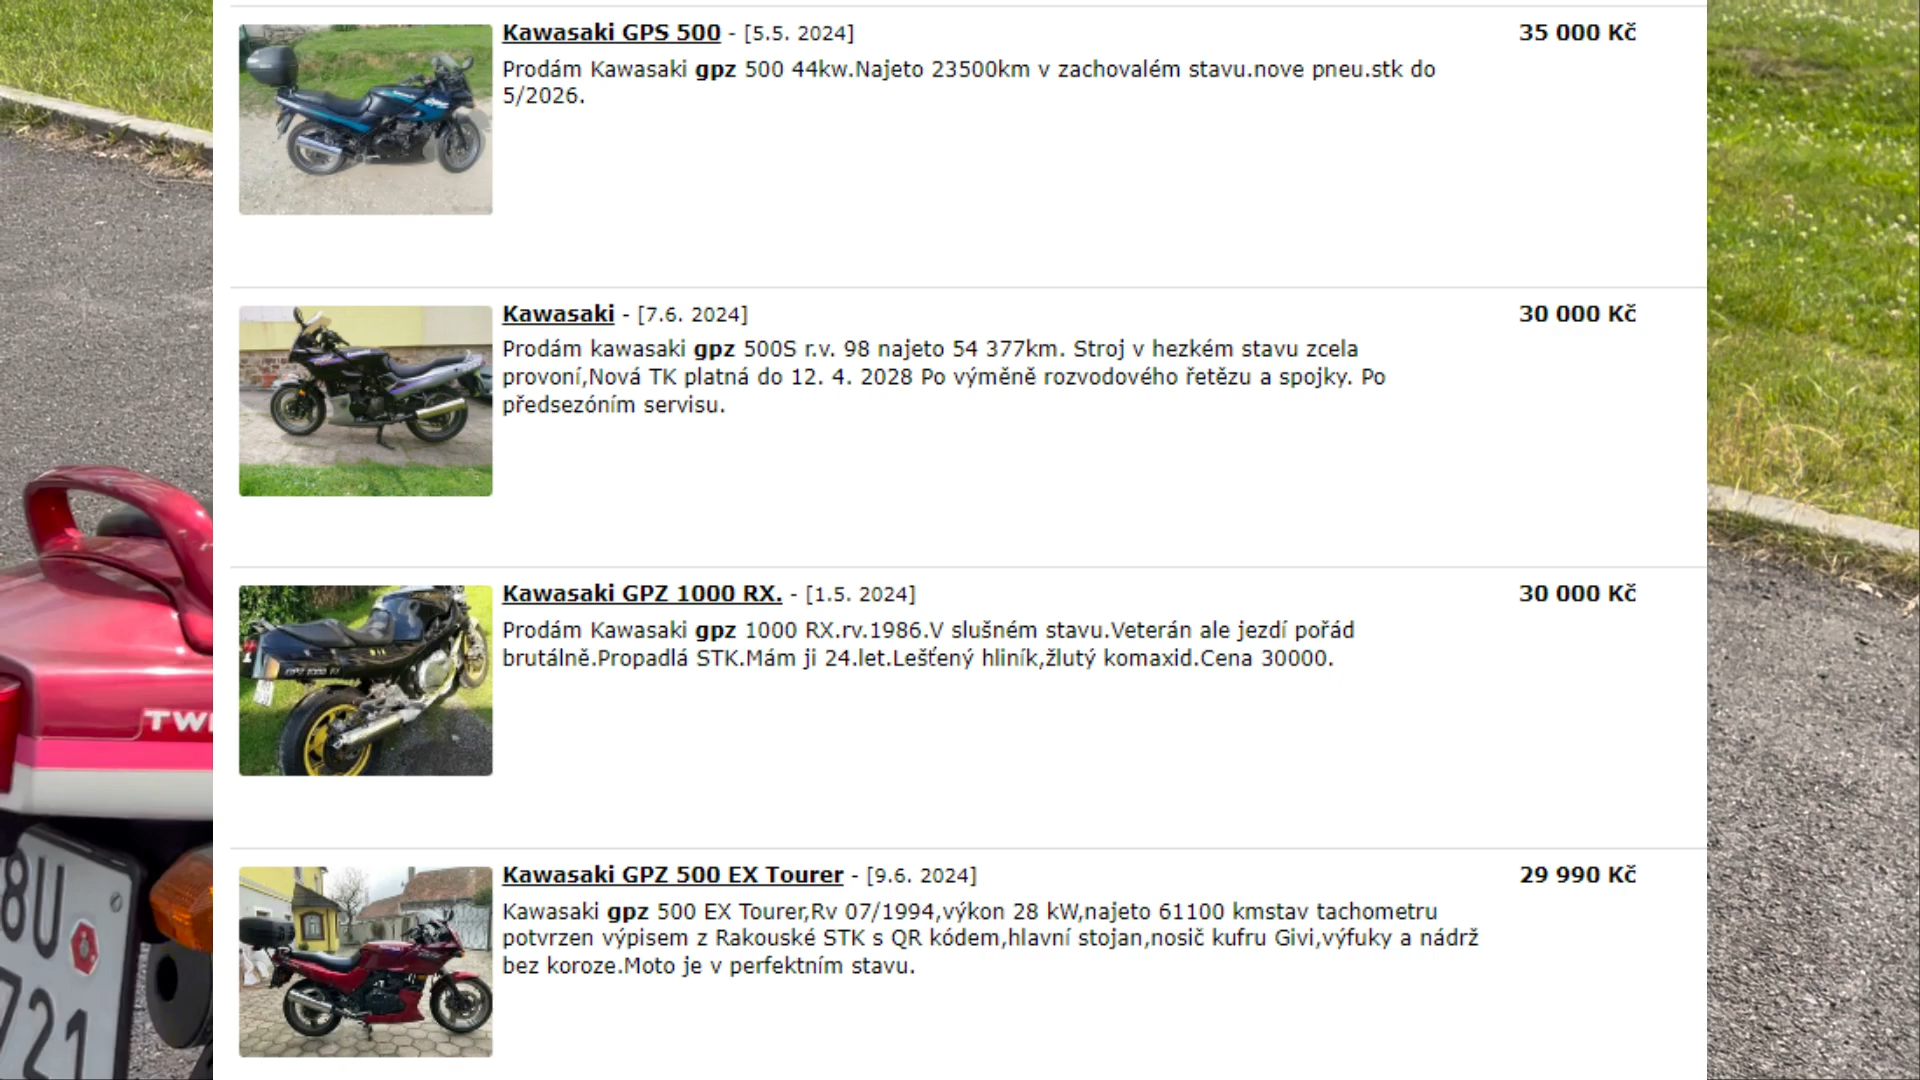 Kawasaki GPS 500 - [5.5. 2024]
35 000 Kč
Prodám Kawasaki gpz 500 44kw.Najeto 23500km v zachovalém stavu.nove pneu.stk do
5/2026.
Kawasaki - [7.6. 2024]
30 000 Kč
Prodám kawasaki gpz 500S r.v. 98 najeto 54 377km. Stroj v hezkém stavu zcela
provoní,Nová TK platná do 12. 4. 2028 Po výměně rozvodového řetězu a spojky. Po
předsezóním servisu.
Kawasaki GPZ 1000 RX. - [1.5. 2024]
30 000 Kč
Prodám Kawasaki gpz 1000 RX.rv.1986.V slušném stavu.Veterán ale jezdí pořád
brutálně.Propadlá STK.Mám ji 24.let.Lešťený hliník,žlutý komaxid.Cena 30000.
GPZ 1000 RX
Kawasaki GPZ 500 EX Tourer - [9.6. 2024]
29 990 Kč
Kawasaki gpz 500 EX Tourer,Rv 07/1994,výkon 28 kW,najeto 61100 kmstav tachometru
potvrzen výpisem z Rakouské STK s QR kódem,hlavní stojan,nosič kufru Givi,výfuky a nádrž
bez koroze.Moto je v perfektním stavu.
TWI
8U
721